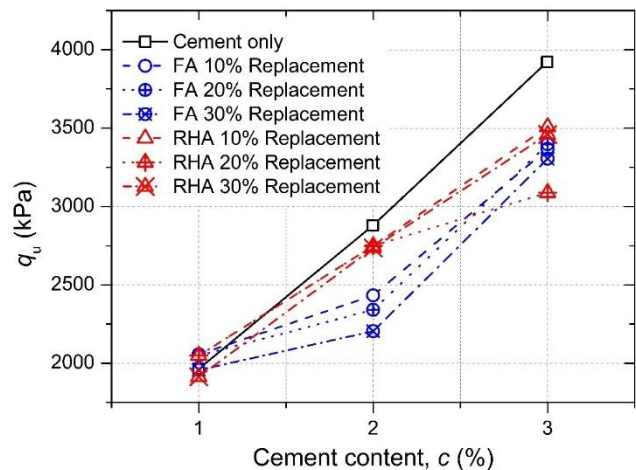 4000
3500
3000
2500
2000
q_u (kPa)
Cement only
FA 10% Replacement
FA 20% Replacement
FA 30% Replacement
RHA 10% Replacement
RHA 20% Replacement
RHA 30% Replacement
1 2 3
Cement content, c (%)